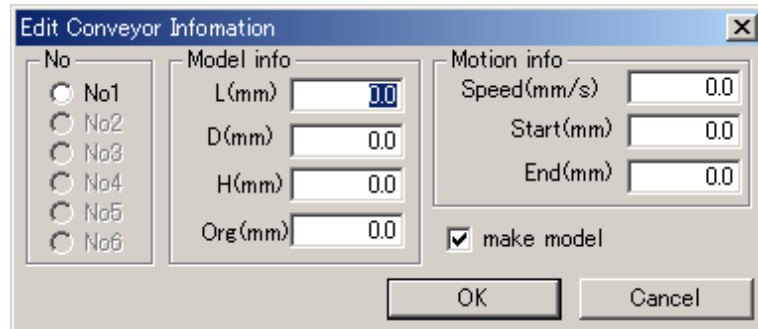 Edit Conveyor Infomation
No
No1
No2
No3
No4
No5
No6
Model info
L(mm) 0.0
D(mm) 0.0
H(mm) 0.0
Org(mm) 0.0
Motion info
Speed(mm/s) 0.0
Start(mm) 0.0
End(mm) 0.0
make model
OK
Cancel